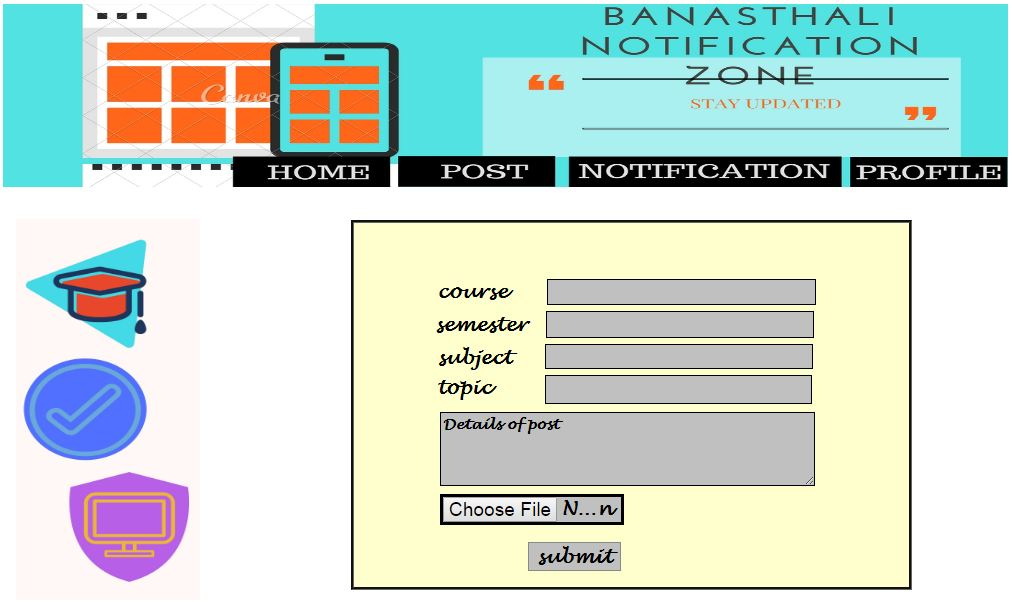 BANASTHALI
NOTIFICATION
ZONE
STAY UPDATED
Canva
HOME POST NOTIFICATION PROFILE
course
semester
subject
topic
Details of post
Choose File N...n
submit